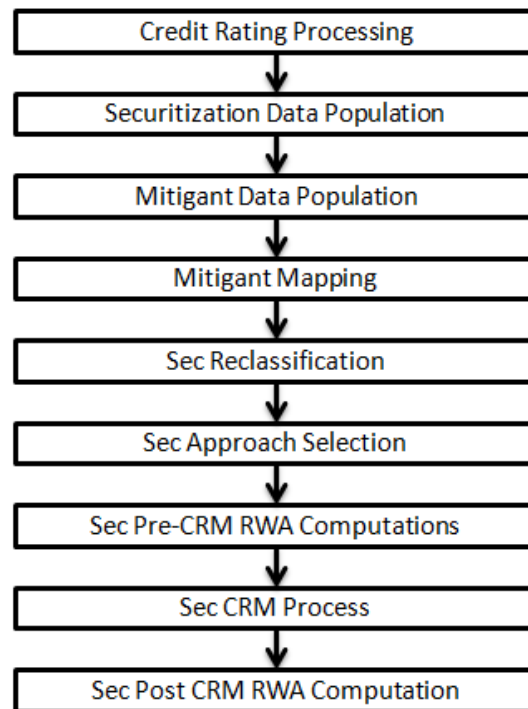 Credit Rating Processing
Securitization Data Population
Mitigant Data Population
Mitigant Mapping
Sec Reclassification
Sec Approach Selection
Sec Pre-CRM RWA Computations
Sec CRM Process
Sec Post CRM RWA Computation